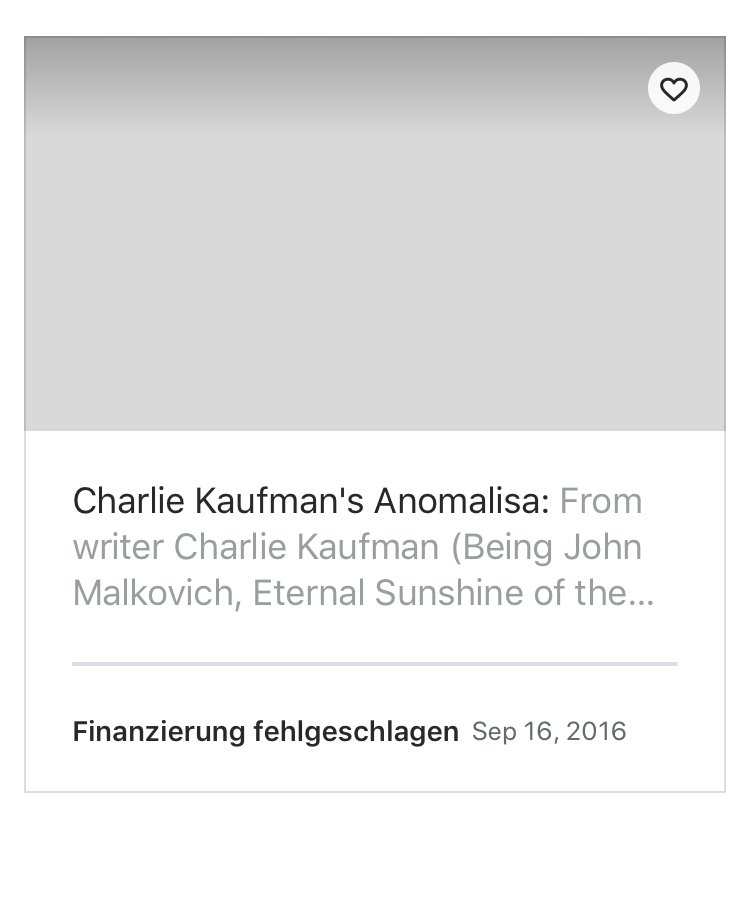 Charlie Kaufman's Anomalisa: From
writer Charlie Kaufman (Being John
Malkovich, Eternal Sunshine of the...
Finanzierung fehlgeschlagen Sep 16, 2016